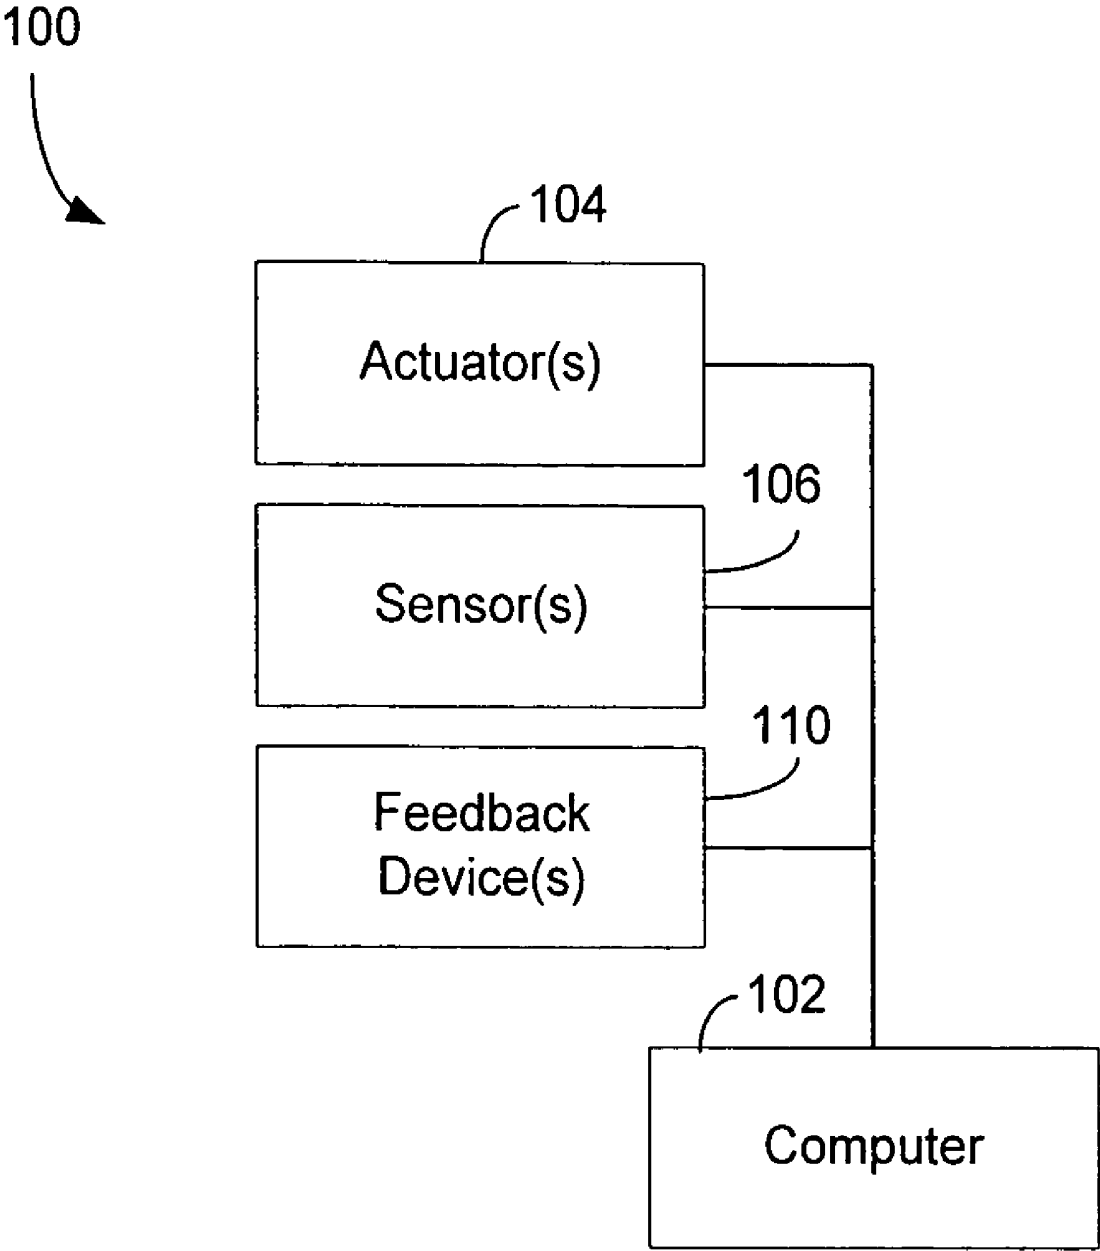 100
104
Actuator(s)
106
Sensor(s)
110
Feedback
Device(s)
102
Computer